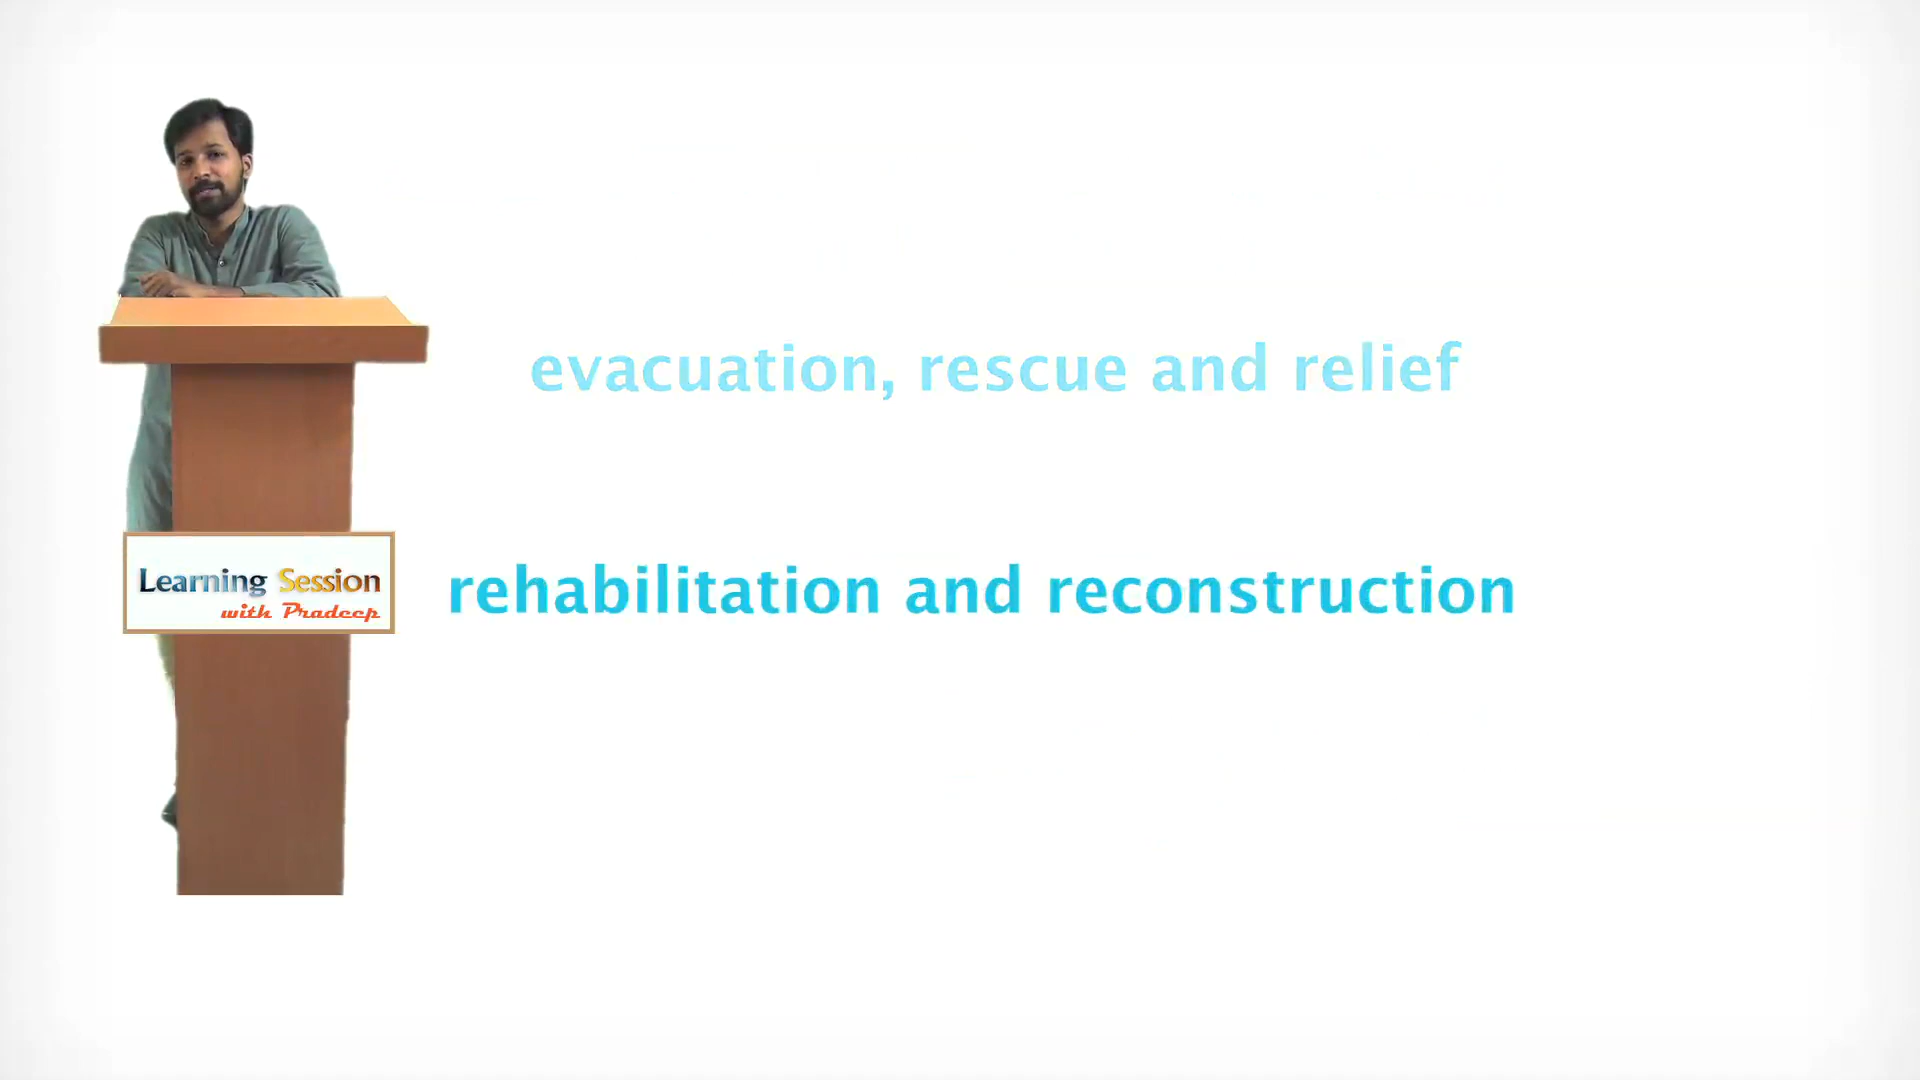 evacuation, rescue and relief
rehabilitation and reconstruction
Learning Session
with Pradeep